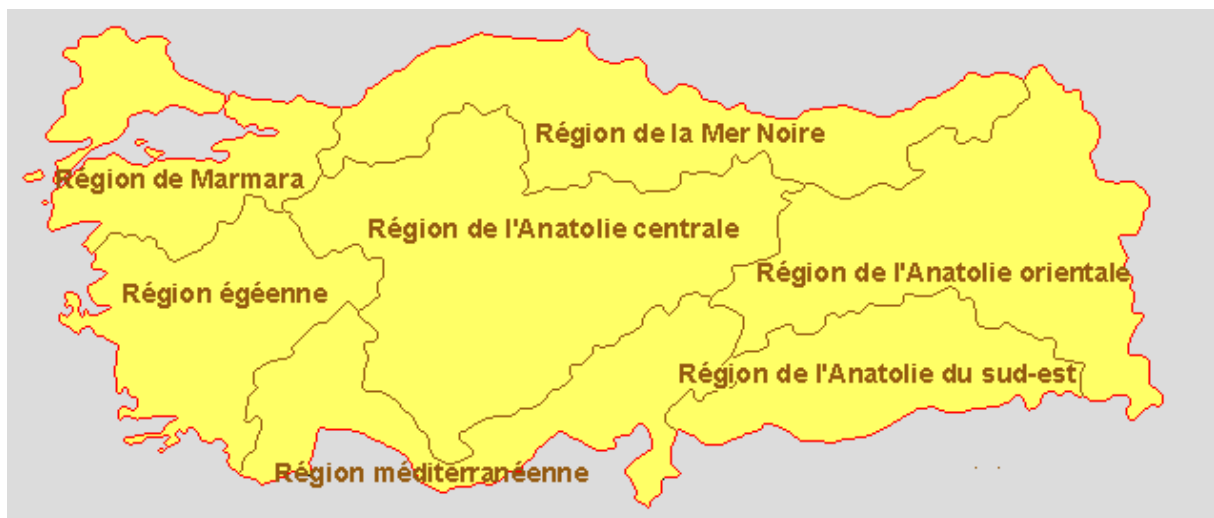 Région de la Mer Noire
Région de Marmara
Région de l'Anatolie centrale
Région de l'Anatolie orientale
Région égéenne
Région de l'Anatolie du sud-est
Région méditerranéenne